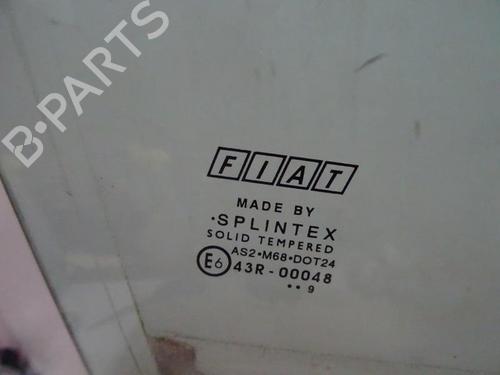 B-PARTS
FIAT
MADE BY
·SPLINTEX
SOLID TEMPERED
AS2•M68•DOT24
E6 43R-00048
•• 9